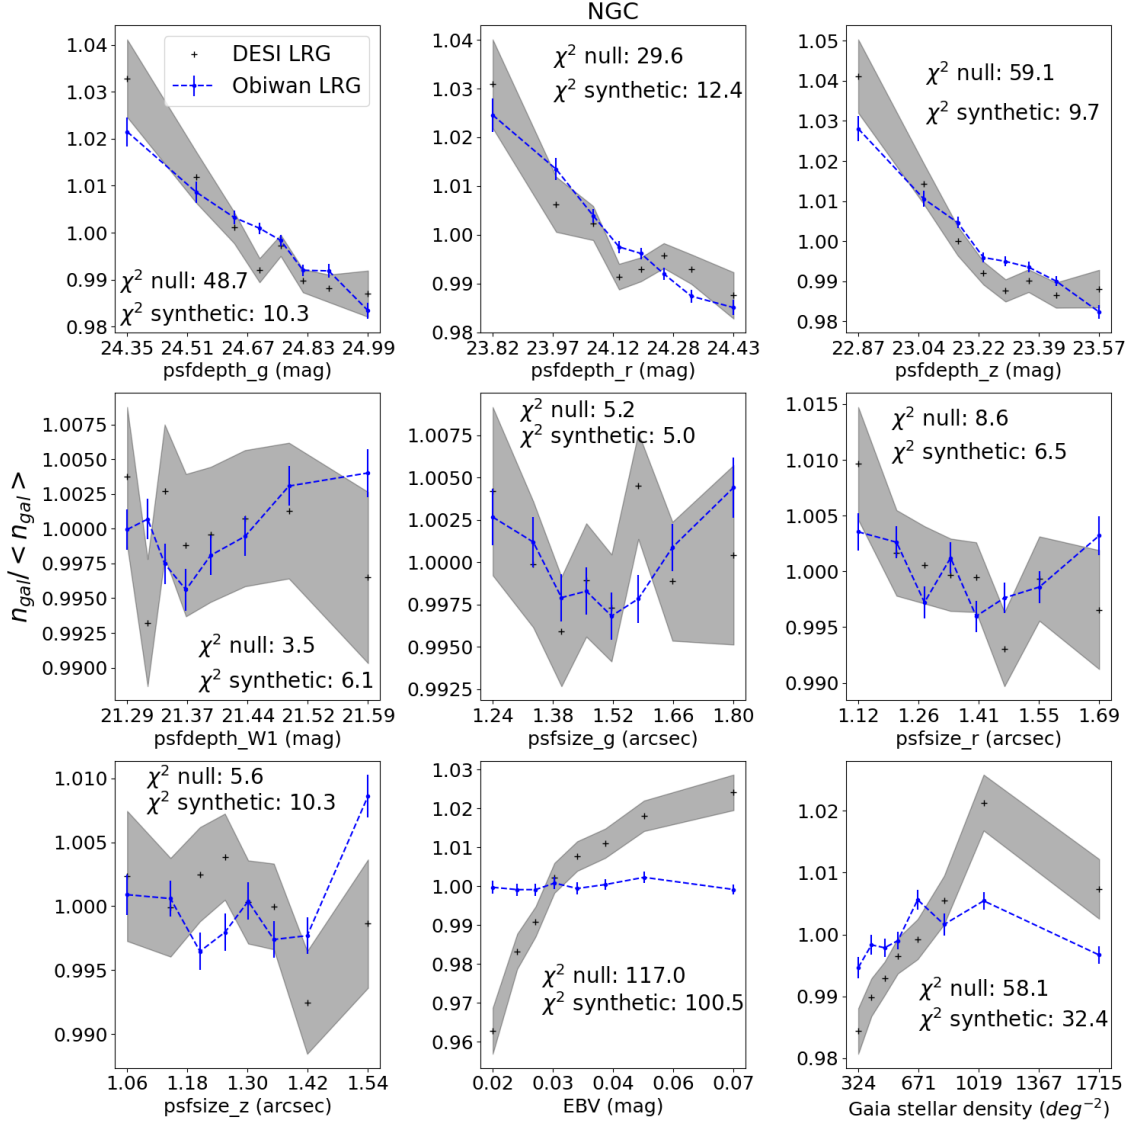 NGC
DESI LRG
Obiwan LRG
χ² null: 48.7
χ² synthetic: 10.3
1.04
1.03
1.02
1.01
1.00
0.99
0.98
24.35 24.51 24.67 24.83 24.99
psfdepth_g (mag)
χ² null: 29.6
χ² synthetic: 12.4
1.04
1.03
1.02
1.01
1.00
0.99
0.98
23.82 23.97 24.12 24.28 24.43
psfdepth_r (mag)
χ² null: 59.1
χ² synthetic: 9.7
1.05
1.04
1.03
1.02
1.01
1.00
0.99
0.98
22.87 23.04 23.22 23.39 23.57
psfdepth_z (mag)
n_{gal}/ < n_{gal} >
1.0075
1.0050
1.0025
1.0000
0.9975
0.9950
0.9925
0.9900
χ² null: 3.5
χ² synthetic: 6.1
21.29 21.37 21.44 21.52 21.59
psfdepth_W1 (mag)
χ² null: 5.2
χ² synthetic: 5.0
1.0075
1.0050
1.0025
1.0000
0.9975
0.9950
0.9925
1.24 1.38 1.52 1.66 1.80
psfsize_g (arcsec)
χ² null: 8.6
χ² synthetic: 6.5
1.015
1.010
1.005
1.000
0.995
0.990
1.12 1.26 1.41 1.55 1.69
psfsize_r (arcsec)
χ² null: 5.6
χ² synthetic: 10.3
1.010
1.005
1.000
0.995
0.990
1.06 1.18 1.30 1.42 1.54
psfsize_z (arcsec)
1.03
1.02
1.01
1.00
0.99
0.98
0.97
0.96
χ² null: 117.0
χ² synthetic: 100.5
0.02 0.03 0.03 0.06 0.07
EBV (mag)
1.02
1.01
1.00
0.99
0.98
χ² null: 58.1
χ² synthetic: 32.4
324 671 1019 1367 1715
Gaia stellar density (deg⁻²)